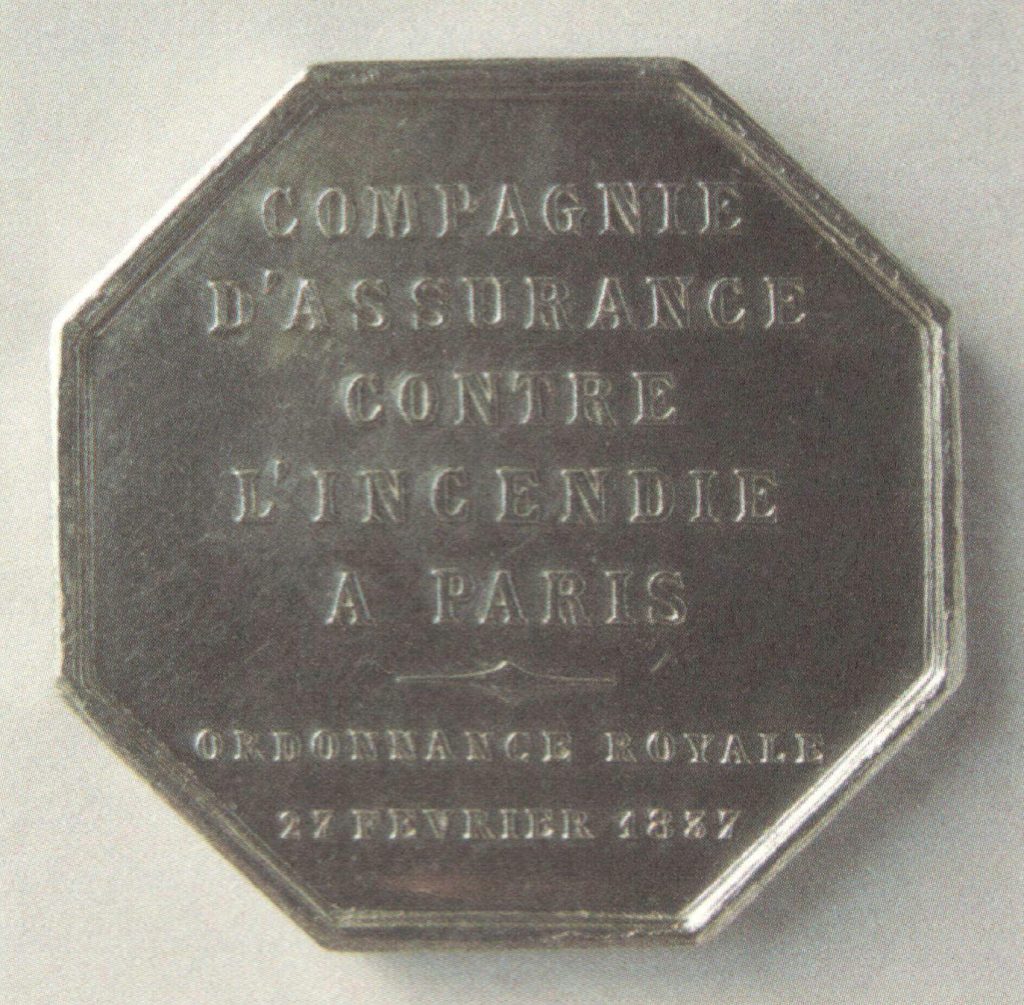 COMPAGNIE
D'ASSURANCE
CONTRE
L'INCENDIE
A PARIS
ORDONNANCE ROYALE
27 FEVRIER 1837